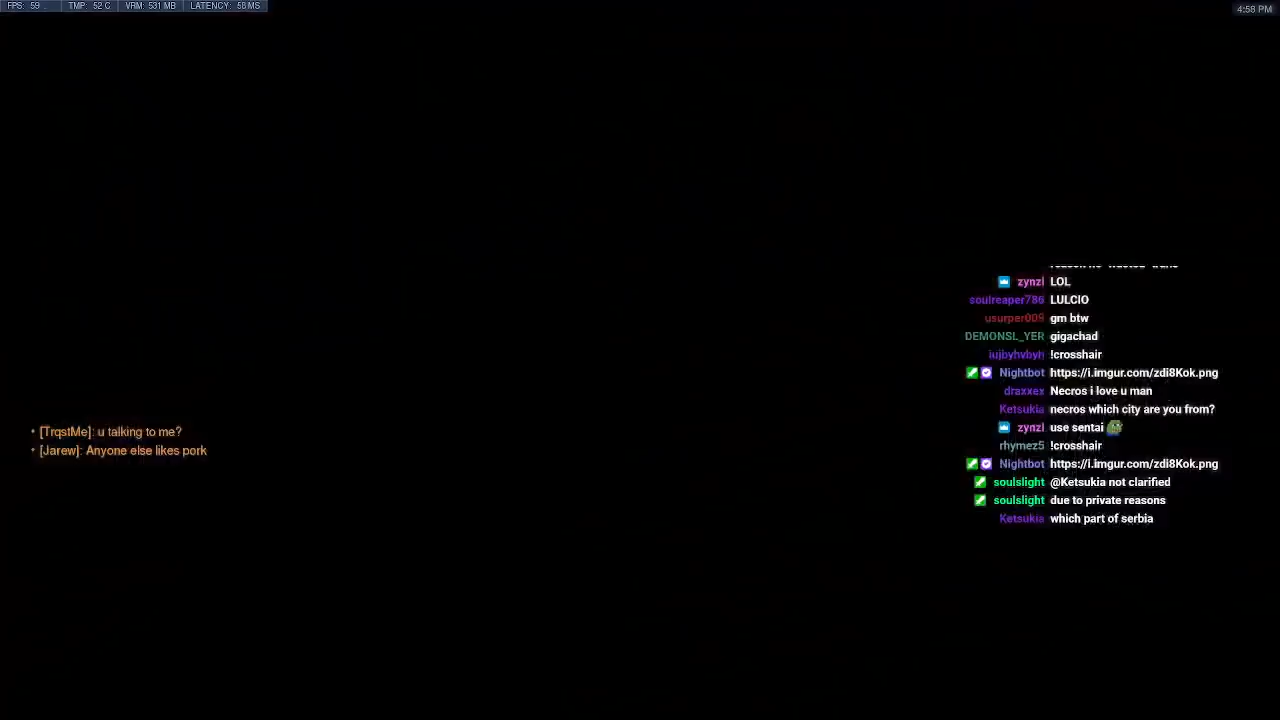 FPS: 59 TMP: 52 C VRM: 531 MB LATENCY: 58 MS
4:58 PM
zynzl LOL
soulreaper786 LULCIO
usurper009 gm btw
DEMONSL_YER gigachad
iujbyhvbyh !crosshair
Nightbot https://i.imgur.com/zdi8Kok.png
draxxex Necros i love u man
Ketsukia necros which city are you from?
zynzl use sentai
rhymez5 !crosshair
Nightbot https://i.imgur.com/zdi8Kok.png
soulslight @Ketsukia not clarified
soulslight due to private reasons
Ketsukia which part of serbia
• [TrqstMe]: u talking to me?
• [Jarew]: Anyone else likes pork